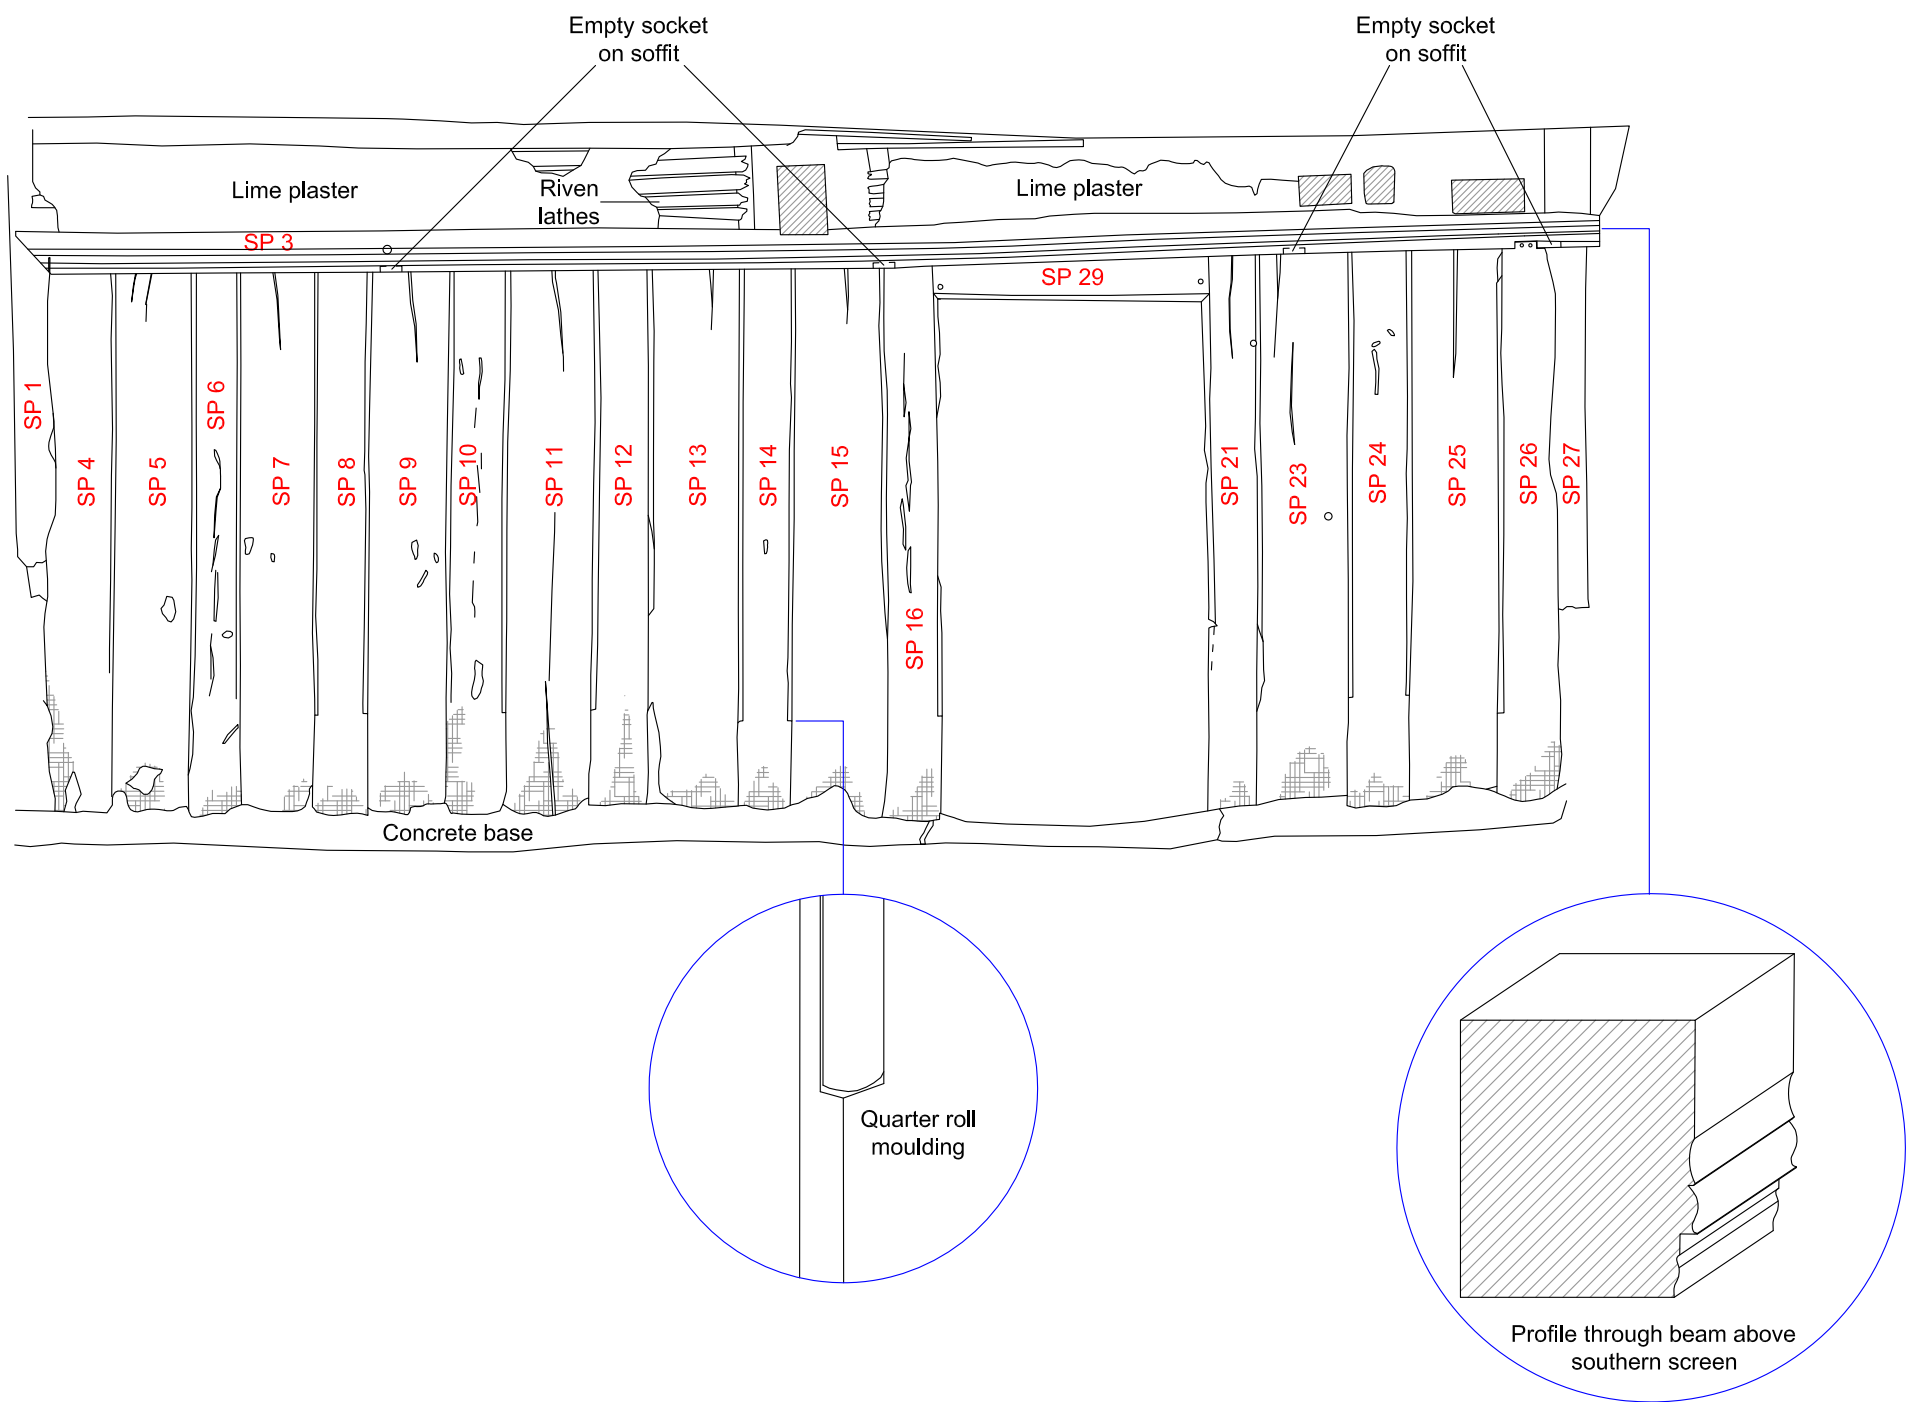 Empty socket
on soffit
Empty socket
on soffit
Lime plaster
Riven
lathes
Lime plaster
SP 3
SP 29
SP 1
SP 4
SP 5
SP 6
SP 7
SP 8
SP 9
SP 10
SP 11
SP 12
SP 13
SP 14
SP 15
SP 16
SP 21
SP 23
SP 24
SP 25
SP 26
SP 27
Concrete base
Quarter roll
moulding
Profile through beam above
southern screen